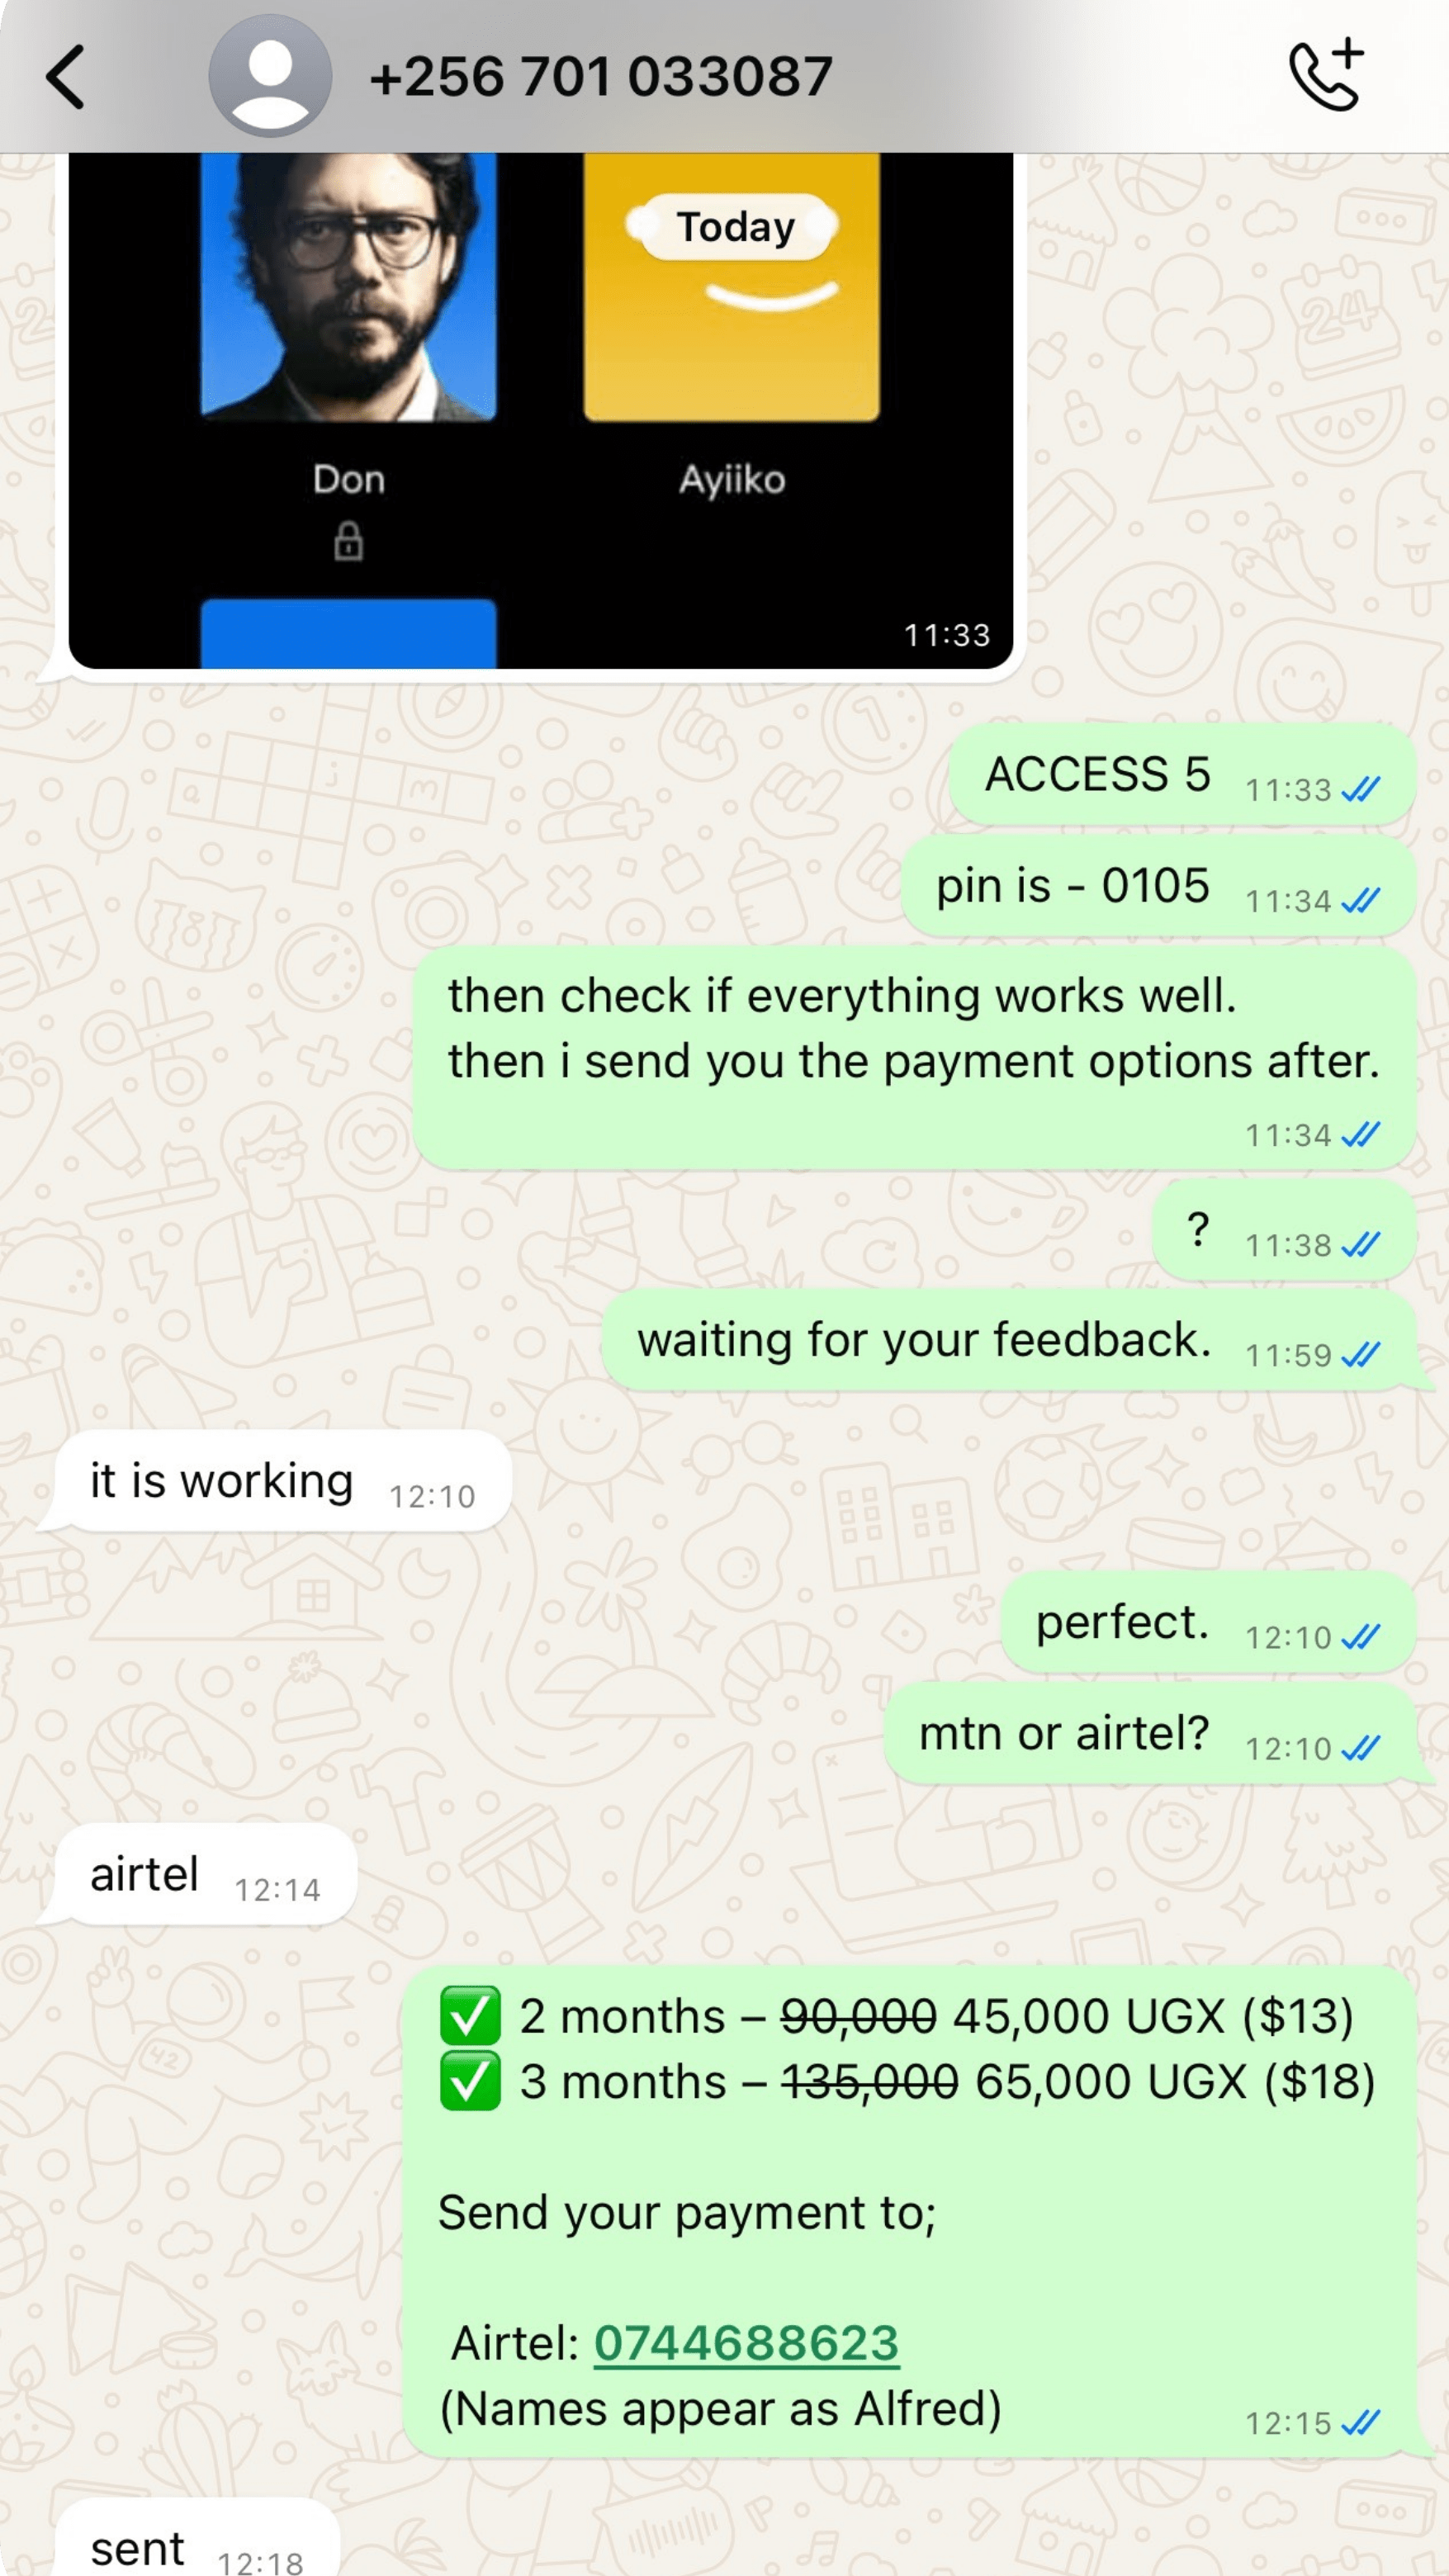 +256 701 033087
Today
Don
Ayiiko
11:33
ACCESS 5 11:33
pin is - 0105 11:34
then check if everything works well.
then i send you the payment options after.
11:34
? 11:38
waiting for your feedback. 11:59
it is working 12:10
perfect. 12:10
mtn or airtel? 12:10
airtel 12:14
✅ 2 months – 90,000 45,000 UGX ($13)
✅ 3 months – 135,000 65,000 UGX ($18)
Send your payment to;
Airtel: 0744688623
(Names appear as Alfred) 12:15
sent 12:18